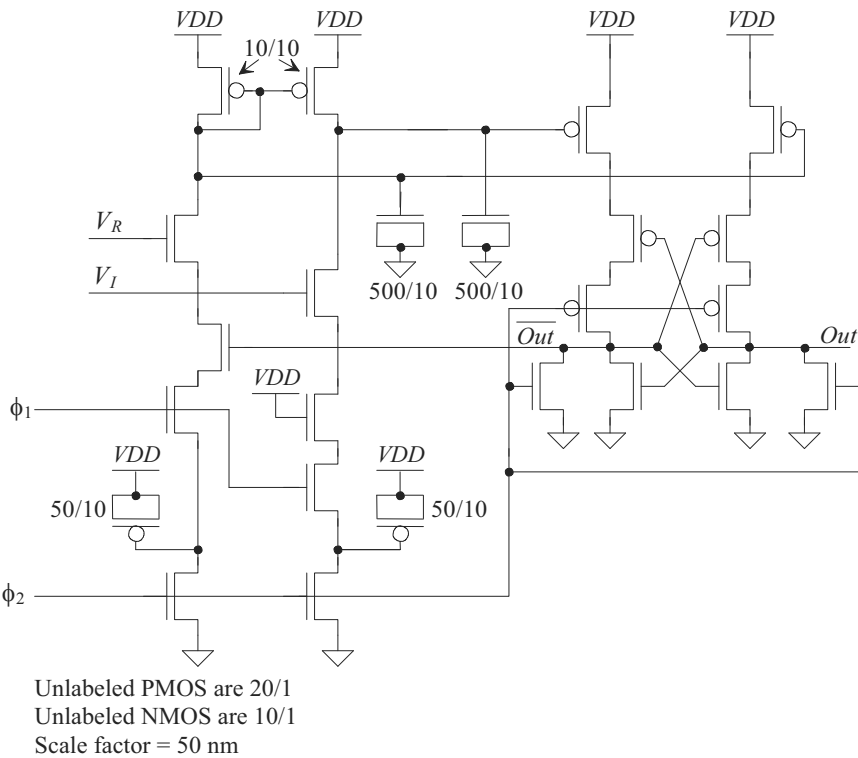 VDD VDD VDD VDD
10/10
V_R
V_I
500/10 500/10
Out Out
VDD
ϕ1
VDD VDD
50/10 50/10
ϕ2
Unlabeled PMOS are 20/1
Unlabeled NMOS are 10/1
Scale factor = 50 nm